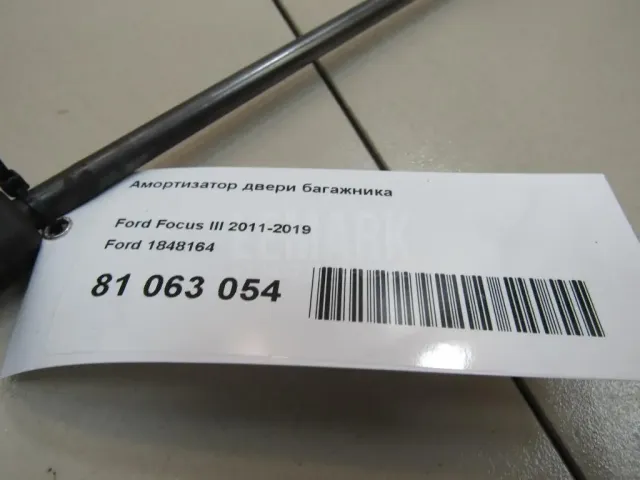 Амортизатор двери багажника
Ford Focus III 2011-2019
Ford 1848164
81 063 054